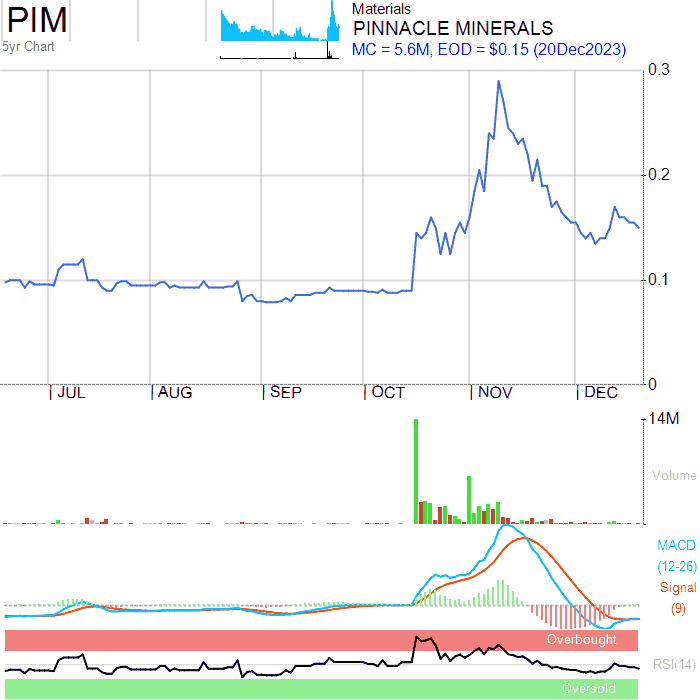 PIM
5yr Chart
Materials
PINNACLE MINERALS
MC = 5.6M, EOD = $0.15 (20Dec2023)
0.3
0.2
0.1
0
JUL AUG SEP OCT NOV DEC
14M
Volume
MACD
(12-26)
Signal
(9)
Overbought
RSI(14)
Oversold